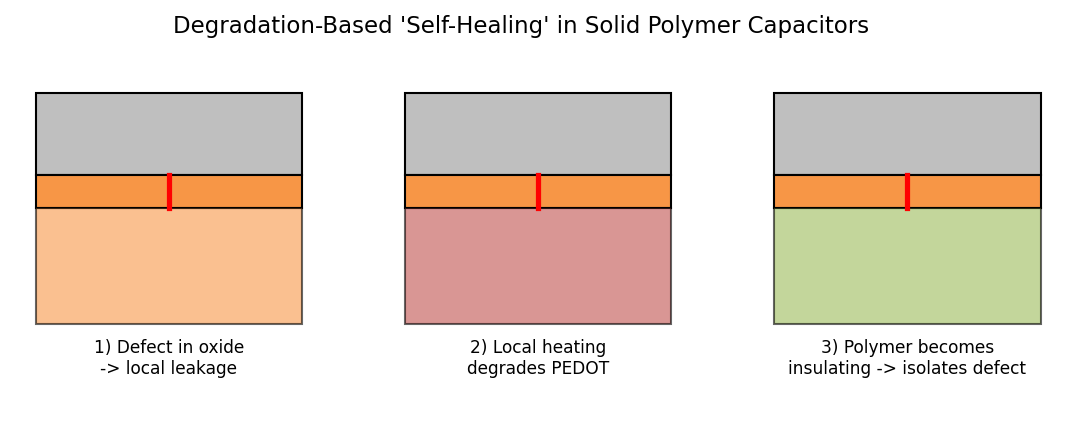 Degradation-Based 'Self-Healing' in Solid Polymer Capacitors
1) Defect in oxide
-> local leakage
2) Local heating
degrades PEDOT
3) Polymer becomes
insulating -> isolates defect